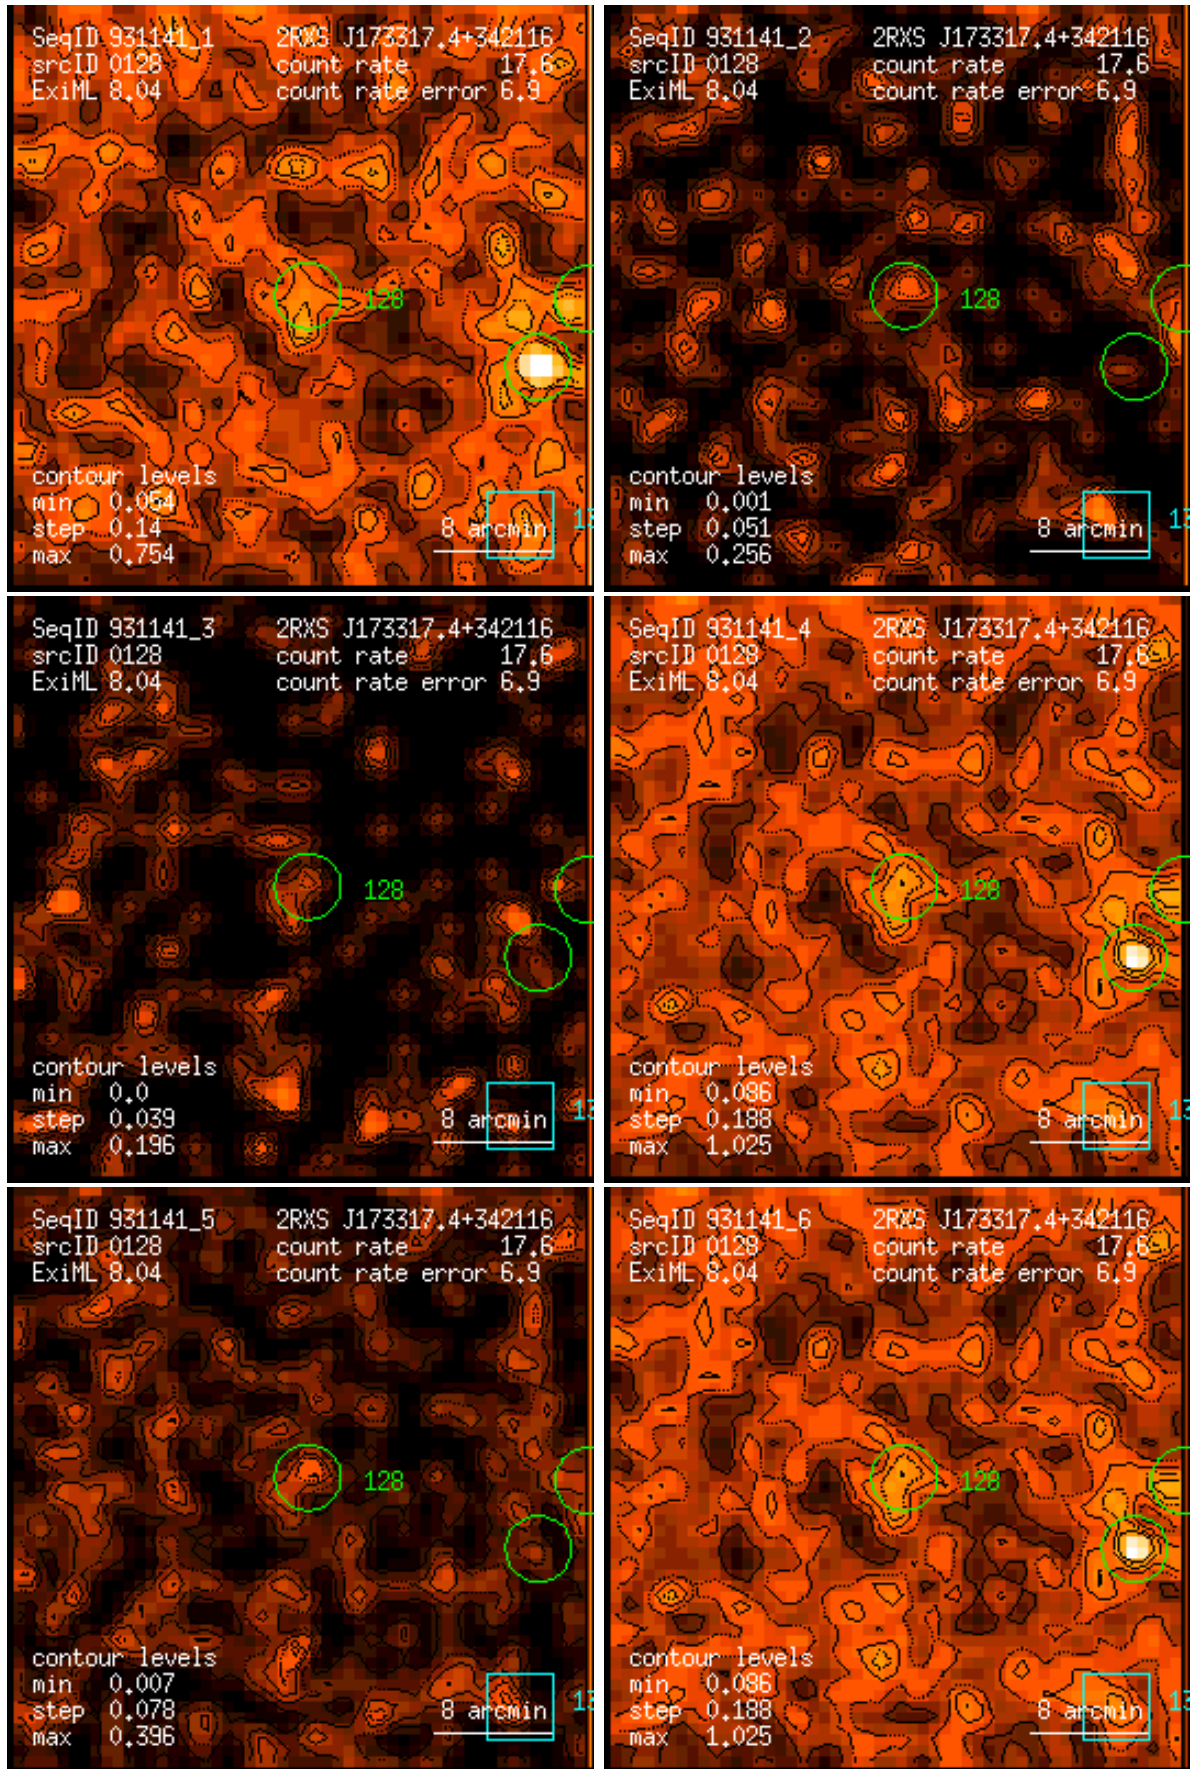 SeqID 931141_1 2RXS J173317.4+342116
srcID 0128 count rate 17.6
ExiML 8.04 count rate error 6.9
128
contour levels
min 0.054
step 0.14 8 arcmin 13
max 0.754
SeqID 931141_2 2RXS J173317.4+342116
srcID 0128 count rate 17.6
ExiML 8.04 count rate error 6.9
128
contour levels
min 0.001
step 0.051 8 arcmin 13
max 0.256
SeqID 931141_3 2RXS J173317.4+342116
srcID 0128 count rate 17.6
ExiML 8.04 count rate error 6.9
128
contour levels
min 0.0
step 0.039 8 arcmin 13
max 0.196
SeqID 931141_4 2RXS J173317.4+342116
srcID 0128 count rate 17.6
ExiML 8.04 count rate error 6.9
128
contour levels
min 0.086
step 0.188 8 arcmin 13
max 1.025
SeqID 931141_5 2RXS J173317.4+342116
srcID 0128 count rate 17.6
ExiML 8.04 count rate error 6.9
128
contour levels
min 0.007
step 0.078 8 arcmin 13
max 0.396
SeqID 931141_6 2RXS J173317.4+342116
srcID 0128 count rate 17.6
ExiML 8.04 count rate error 6.9
128
contour levels
min 0.086
step 0.188 8 arcmin 13
max 1.025